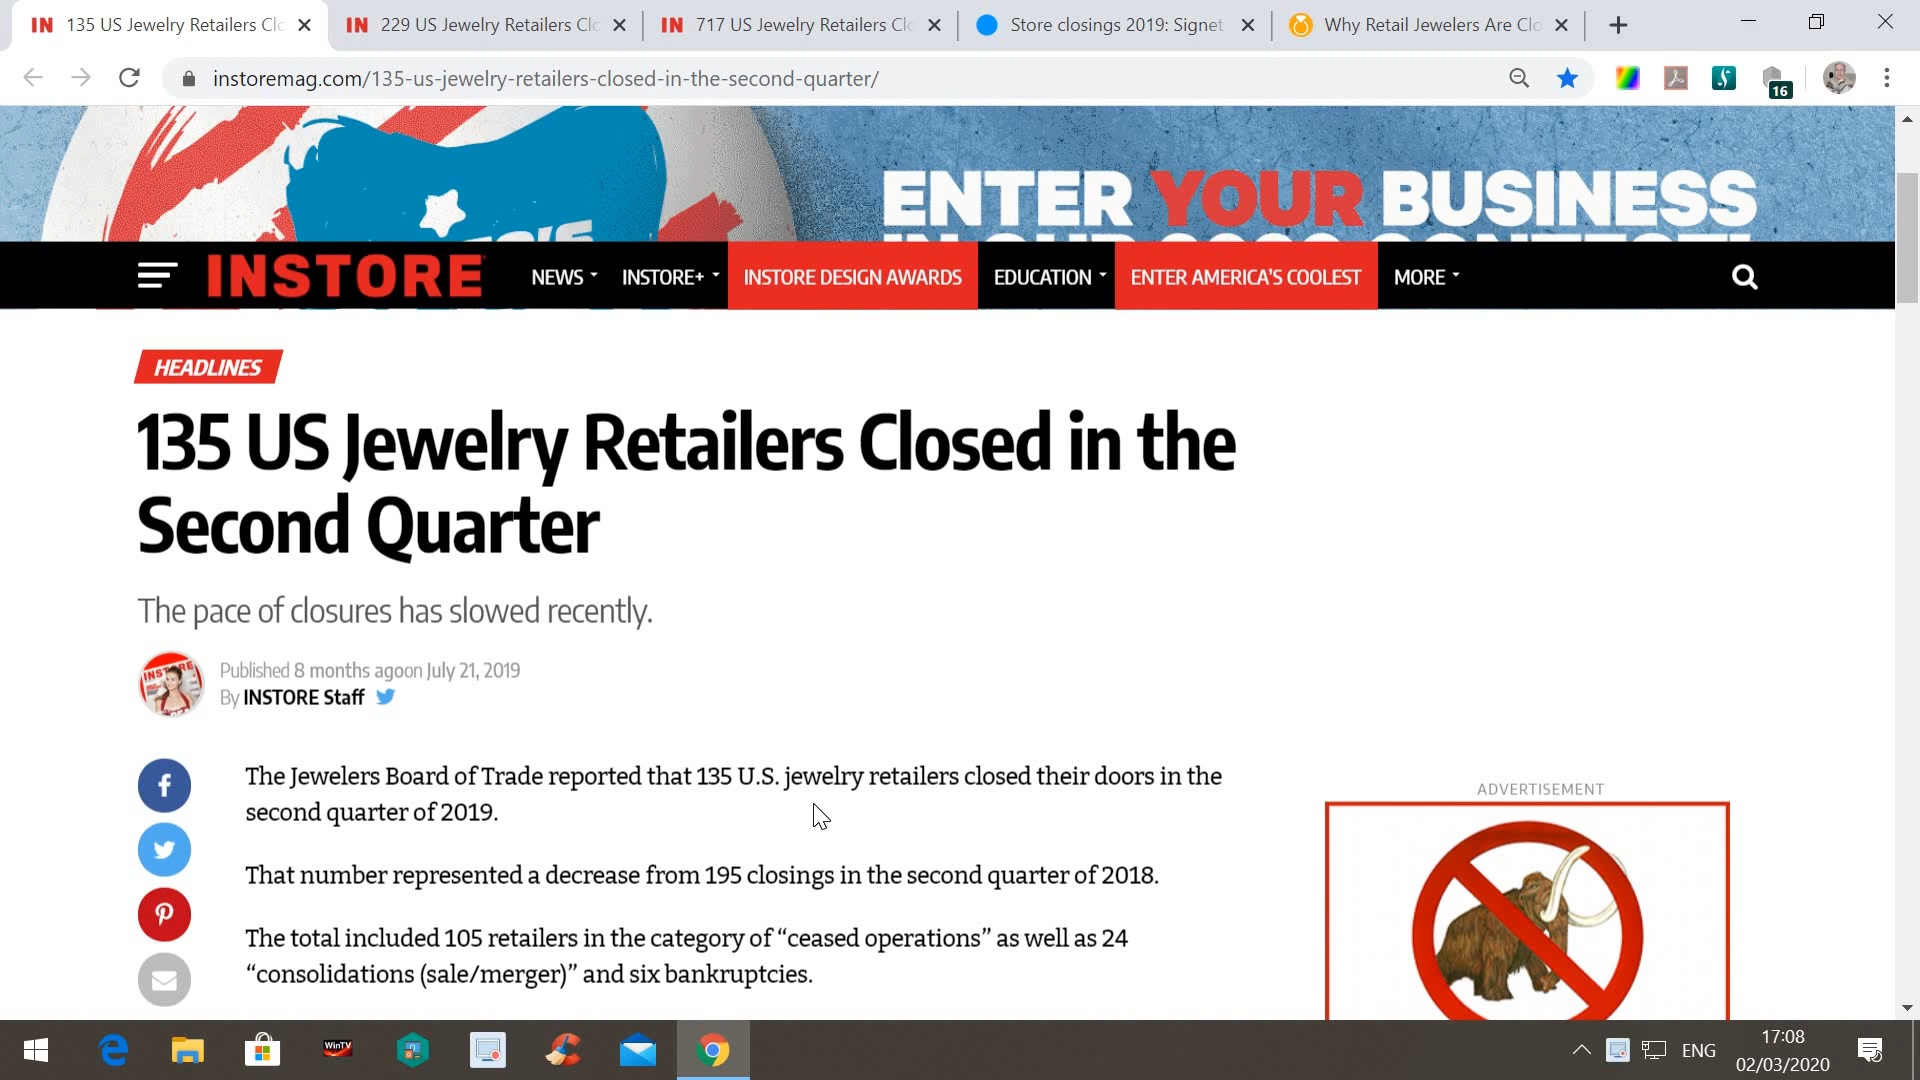 135 US Jewelry Retailers Clo
229 US Jewelry Retailers Clo
717 US Jewelry Retailers Clo
Store closings 2019: Signet
Why Retail Jewelers Are Clo
instoremag.com/135-us-jewelry-retailers-closed-in-the-second-quarter/
16
ENTER YOUR BUSINESS
INSTORE
NEWS
INSTORE+
INSTORE DESIGN AWARDS
EDUCATION
ENTER AMERICA'S COOLEST
MORE
HEADLINES
135 US Jewelry Retailers Closed in the
Second Quarter
The pace of closures has slowed recently.
Published 8 months agoon July 21, 2019
By INSTORE Staff
The Jewelers Board of Trade reported that 135 U.S. jewelry retailers closed their doors in the
second quarter of 2019.
That number represented a decrease from 195 closings in the second quarter of 2018.
The total included 105 retailers in the category of “ceased operations” as well as 24
“consolidations (sale/merger)” and six bankruptcies.
ADVERTISEMENT
WinTV
ENG
17:08
02/03/2020